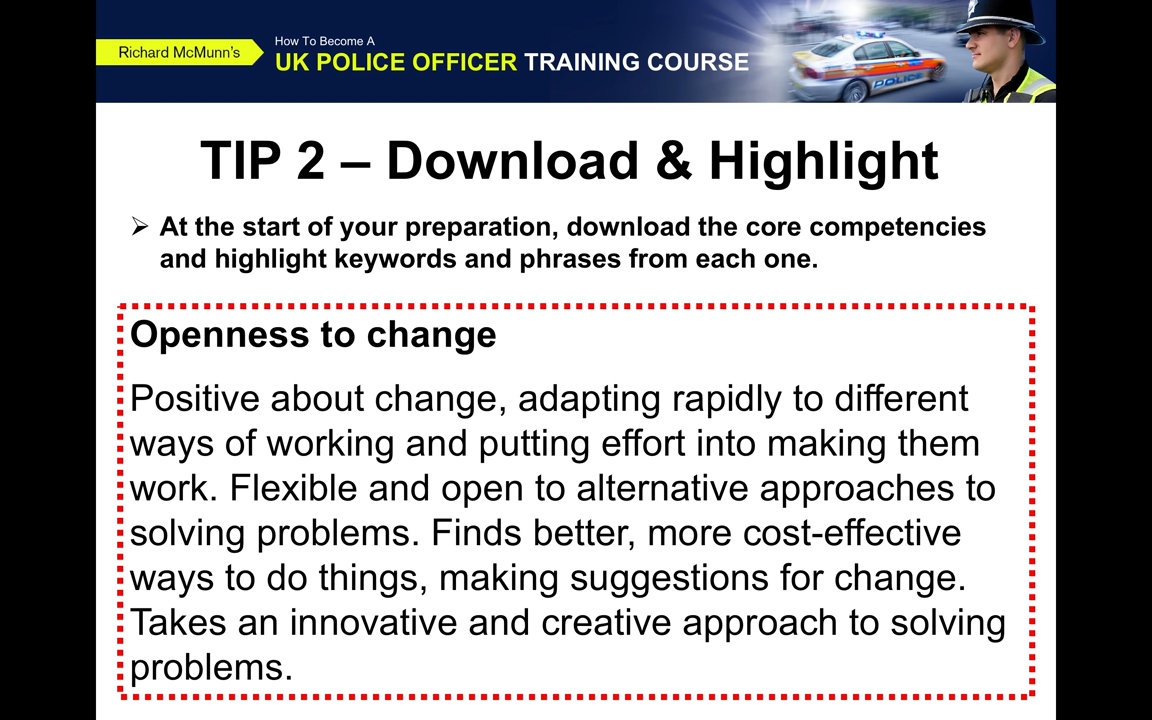 Richard McMunn's
How To Become A
UK POLICE OFFICER TRAINING COURSE
POLICE
TIP 2 – Download & Highlight
➢ At the start of your preparation, download the core competencies
and highlight keywords and phrases from each one.
Openness to change
Positive about change, adapting rapidly to different
ways of working and putting effort into making them
work. Flexible and open to alternative approaches to
solving problems. Finds better, more cost-effective
ways to do things, making suggestions for change.
Takes an innovative and creative approach to solving
problems.